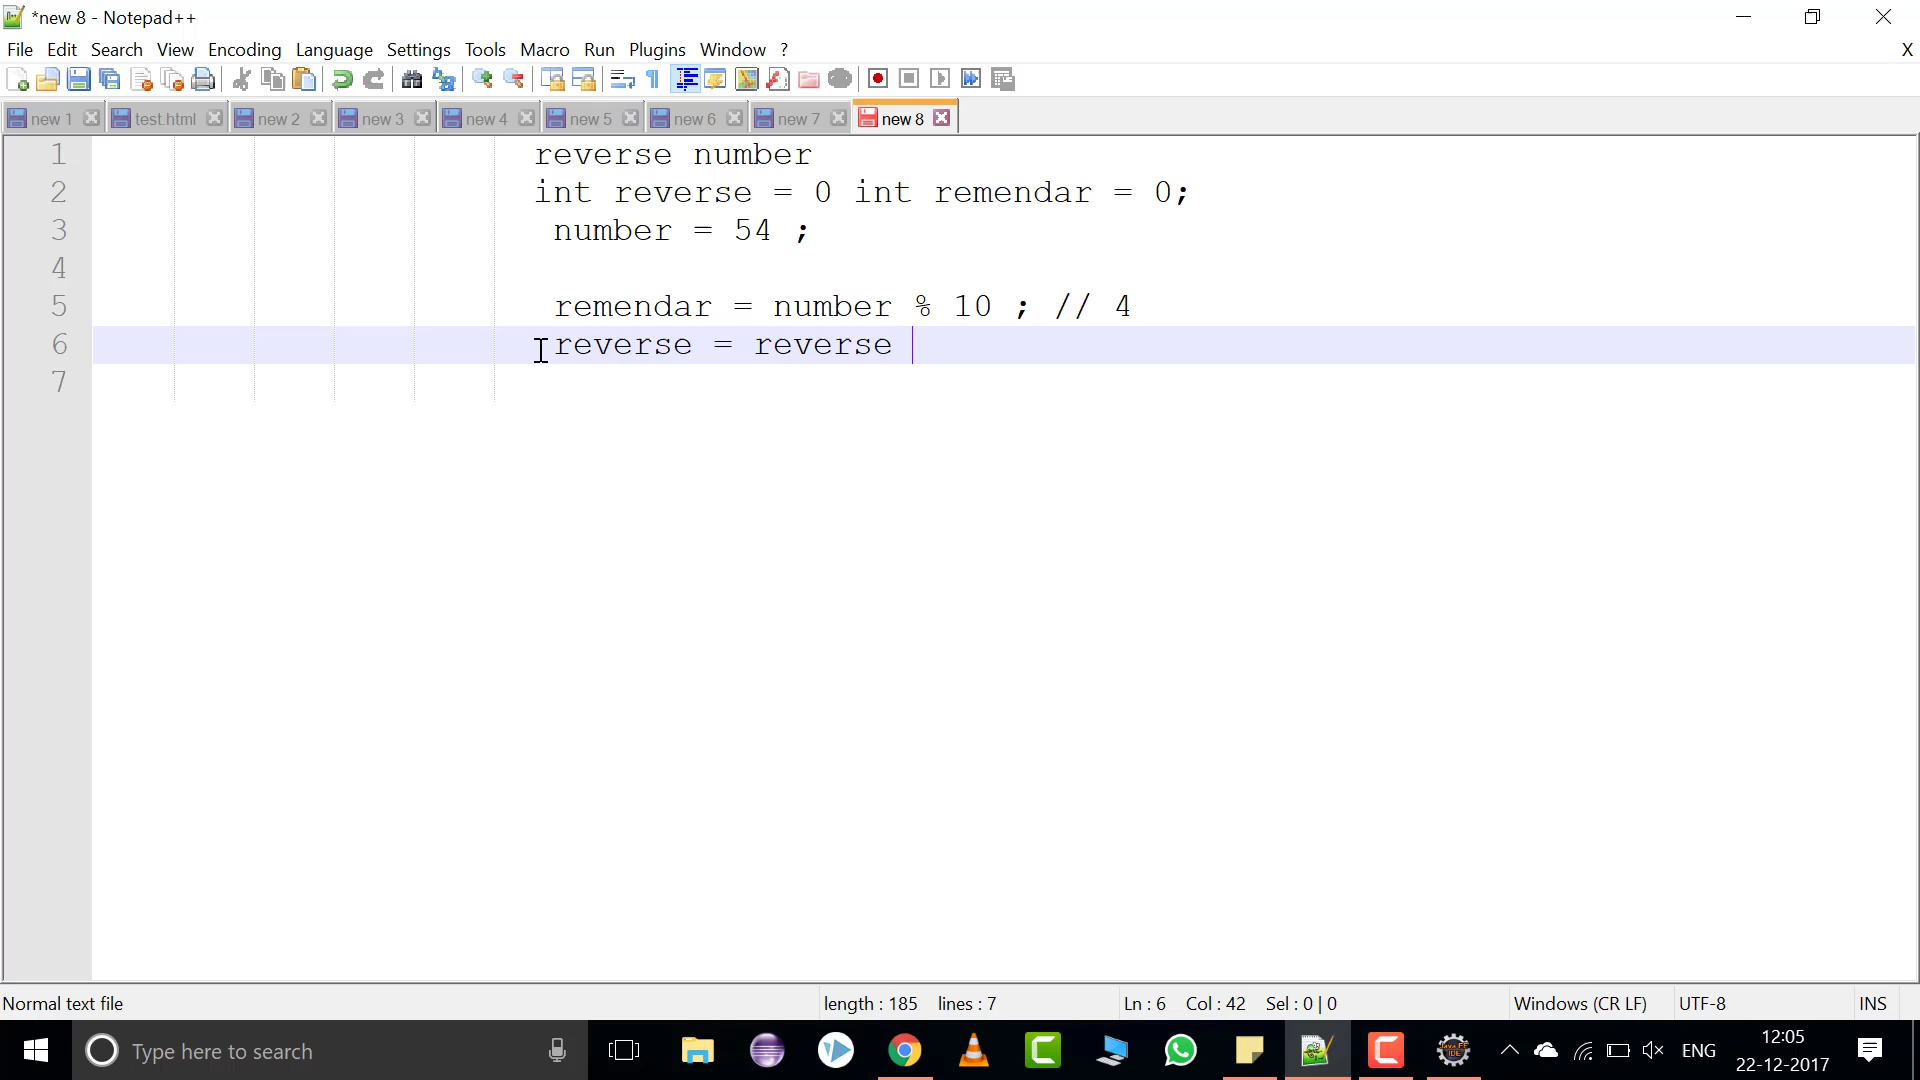 *new 8 - Notepad++
File Edit Search View Encoding Language Settings Tools Macro Run Plugins Window ? X
new 1 test.html new 2 new 3 new 4 new 5 new 6 new 7 new 8
1 reverse number
2 int reverse = 0 int remendar = 0;
3 number = 54 ;
4
5 remendar = number % 10 ; // 4
6 reverse = reverse
7
Normal text file length : 185 lines : 7 Ln : 6 Col : 42 Sel : 0 | 0 Windows (CR LF) UTF-8 INS
Type here to search ENG 12:05
22-12-2017